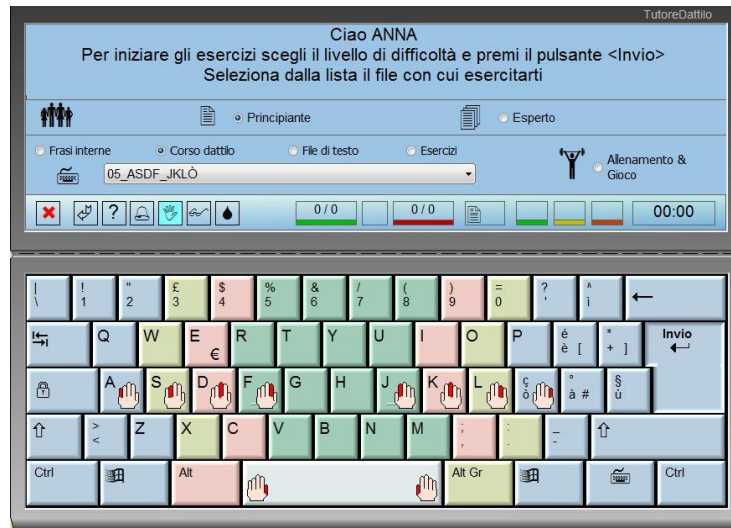 TutoreDattilo
Ciao ANNA
Per iniziare gli esercizi scegli il livello di difficoltà e premi il pulsante <Invio>
Seleziona dalla lista il file con cui esercitarti
Principiante
Esperto
Frasi interne
Corso dattilo
File di testo
Esercizi
Allenamento &
Gioco
05_ASDF_JKLÒ
?
0 / 0
0 / 0
00:00
| ! " £ $ % & / ( ) = ? ^
\ 1 2 3 4 5 6 7 8 9 0 ' ì
Q W E R T Y U I O P é * Invio
€ è [ + ]
A S D F G H J K L ç ° §
ò à # ù
> Z X C V B N M ; : _
< , . -
Ctrl Alt Alt Gr Ctrl